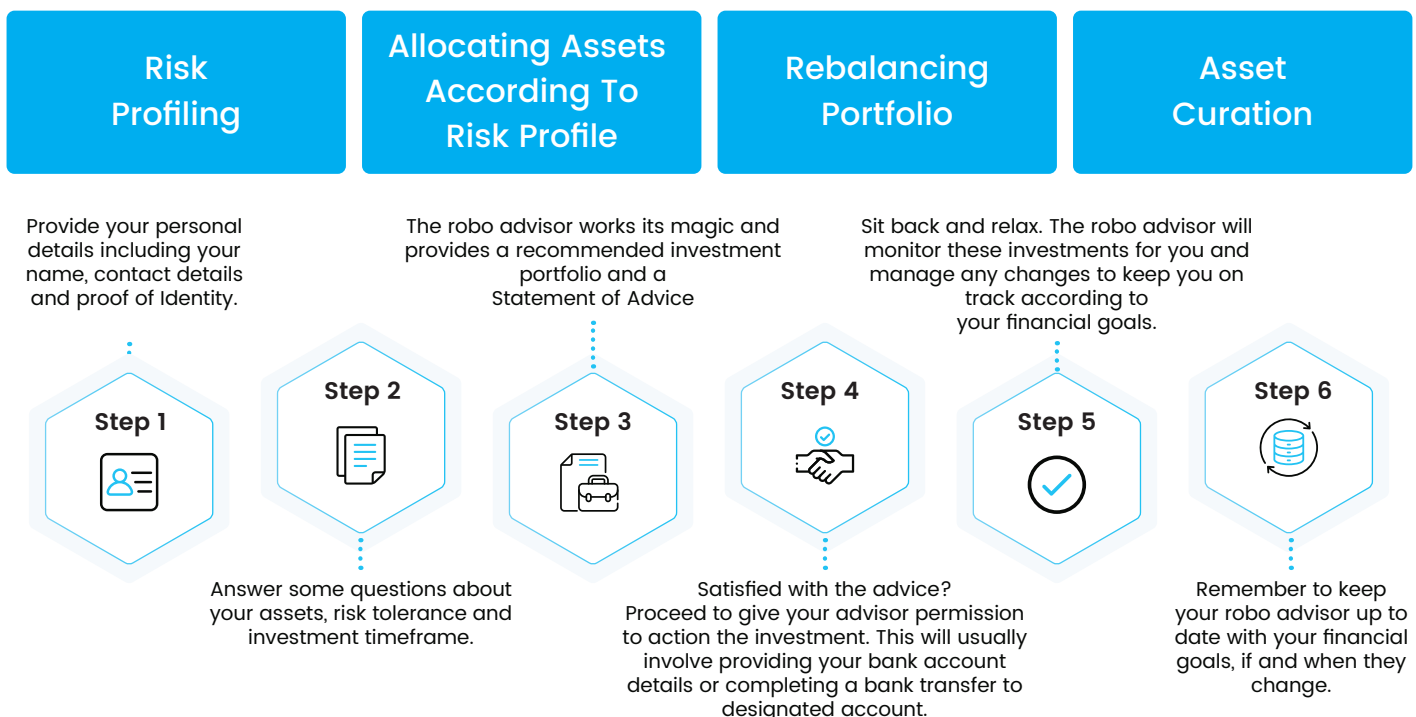 Risk
Profiling
Allocating Assets
According To
Risk Profile
Rebalancing
Portfolio
Asset
Curation
Provide your personal
details including your
name, contact details
and proof of Identity.
The robo advisor works its magic and
provides a recommended investment
portfolio and a
Statement of Advice
Sit back and relax. The robo advisor will
monitor these investments for you and
manage any changes to keep you on
track according to
your financial goals.
Step 1
Step 2
Step 3
Step 4
Step 5
Step 6
Answer some questions about
your assets, risk tolerance and
investment timeframe.
Satisfied with the advice?
Proceed to give your advisor permission
to action the investment. This will usually
involve providing your bank account
details or completing a bank transfer to
designated account.
Remember to keep
your robo advisor up to
date with your financial
goals, if and when they
change.